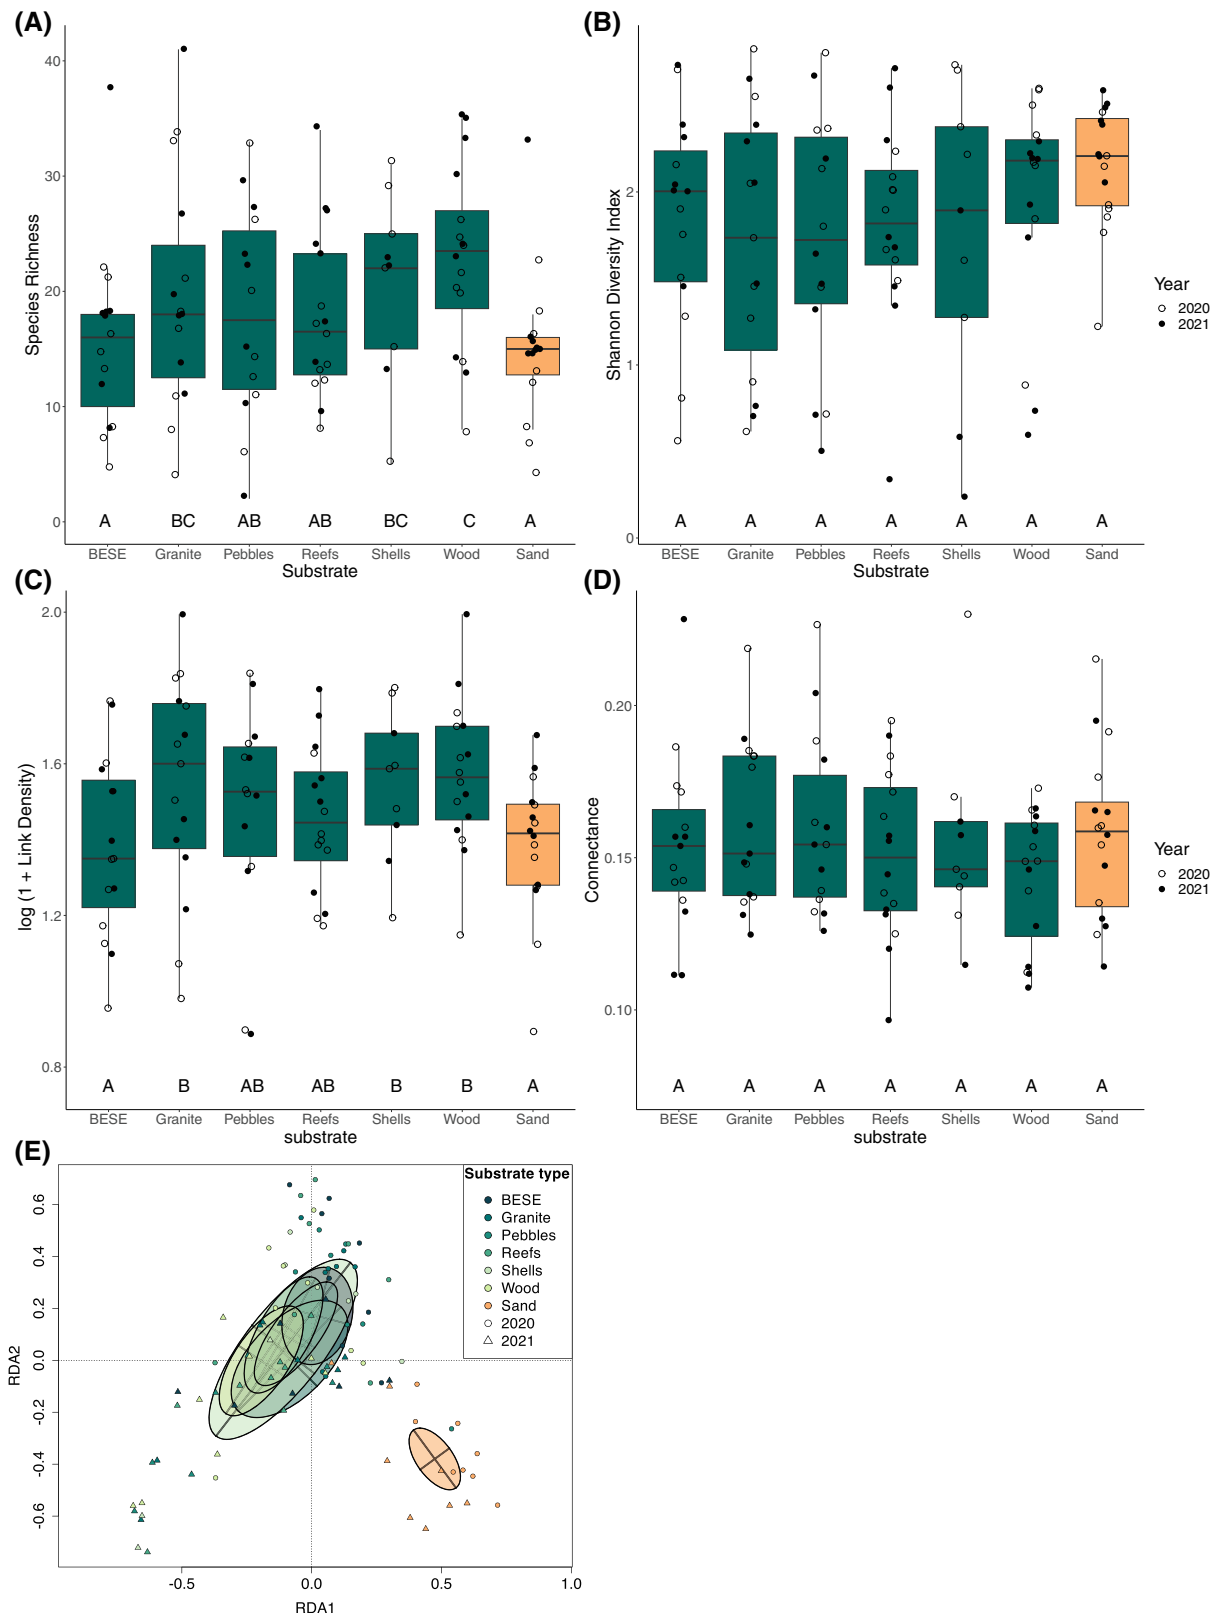 (A)
Species Richness
40
30
20
10
0
A BC AB AB BC C A
BESE Granite Pebbles Reefs Shells Wood Sand
Substrate
(B)
Shannon Diversity Index
2
1
0
A A A A A A A
BESE Granite Pebbles Reefs Shells Wood Sand
Substrate
Year
2020
2021
(C)
log (1 + Link Density)
2.0
1.6
1.2
0.8
A B AB AB B B A
BESE Granite Pebbles Reefs Shells Wood Sand
substrate
(D)
Connectance
0.20
0.15
0.10
A A A A A A A
BESE Granite Pebbles Reefs Shells Wood Sand
substrate
Year
2020
2021
(E)
RDA2
0.6
0.4
0.2
0.0
-0.2
-0.4
-0.6
Substrate type
BESE
Granite
Pebbles
Reefs
Shells
Wood
Sand
2020
2021
-0.5 0.0 0.5 1.0
RDA1